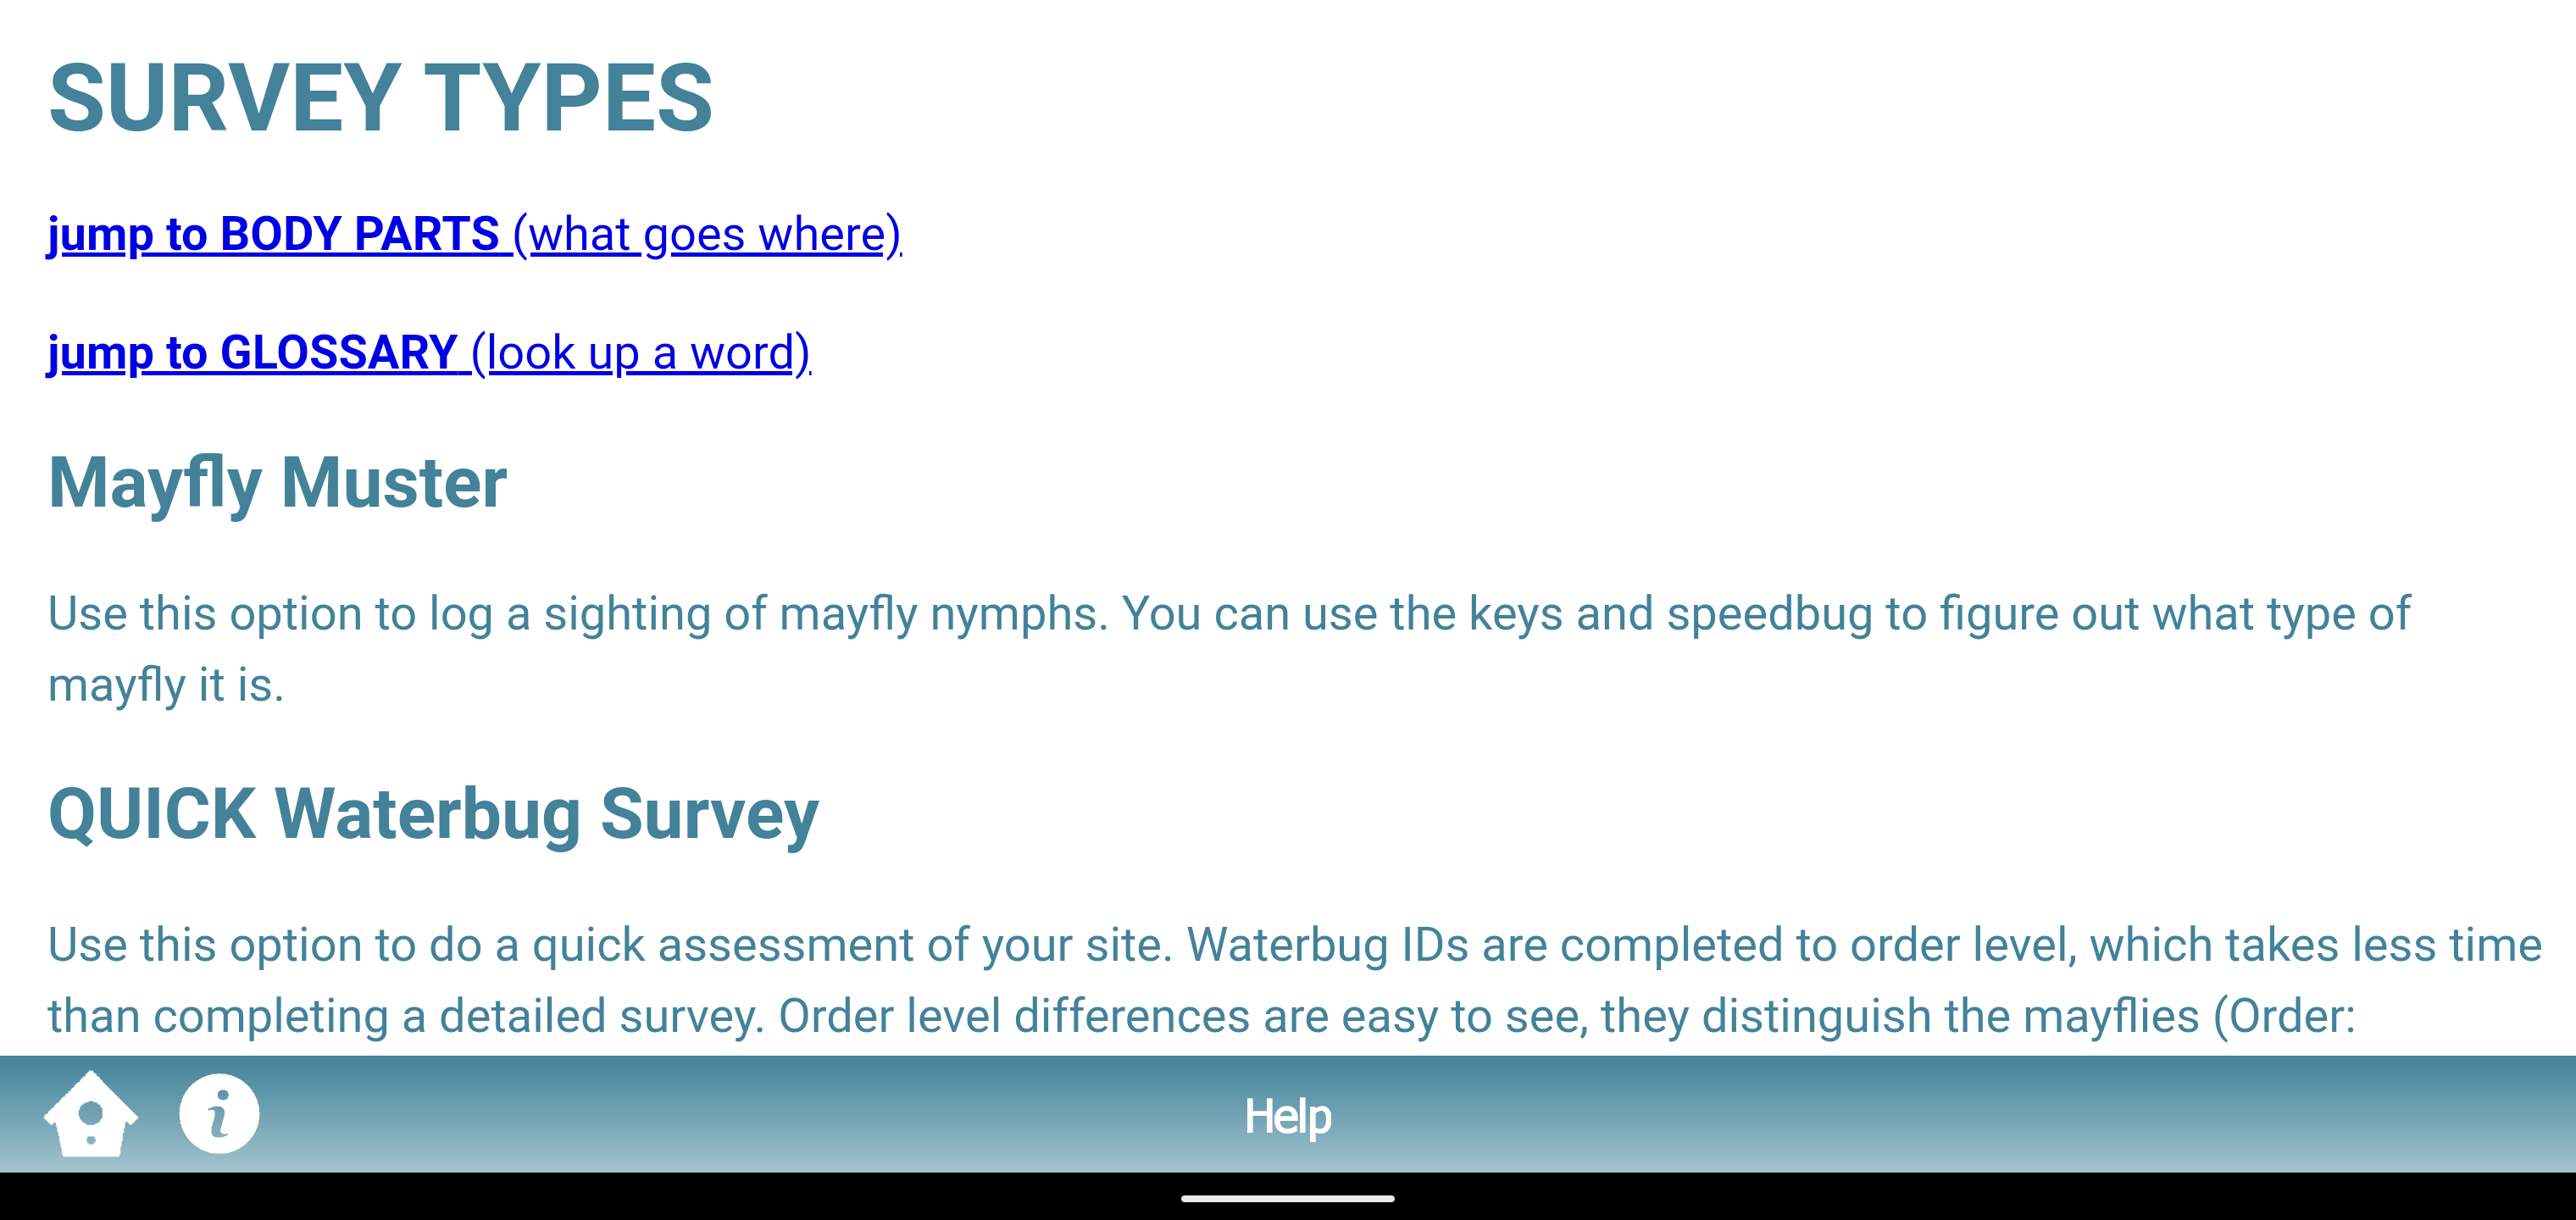 SURVEY TYPES
jump to BODY PARTS (what goes where)
jump to GLOSSARY (look up a word)
Mayfly Muster
Use this option to log a sighting of mayfly nymphs. You can use the keys and speedbug to figure out what type of
mayfly it is.
QUICK Waterbug Survey
Use this option to do a quick assessment of your site. Waterbug IDs are completed to order level, which takes less time
than completing a detailed survey. Order level differences are easy to see, they distinguish the mayflies (Order:
i
Help